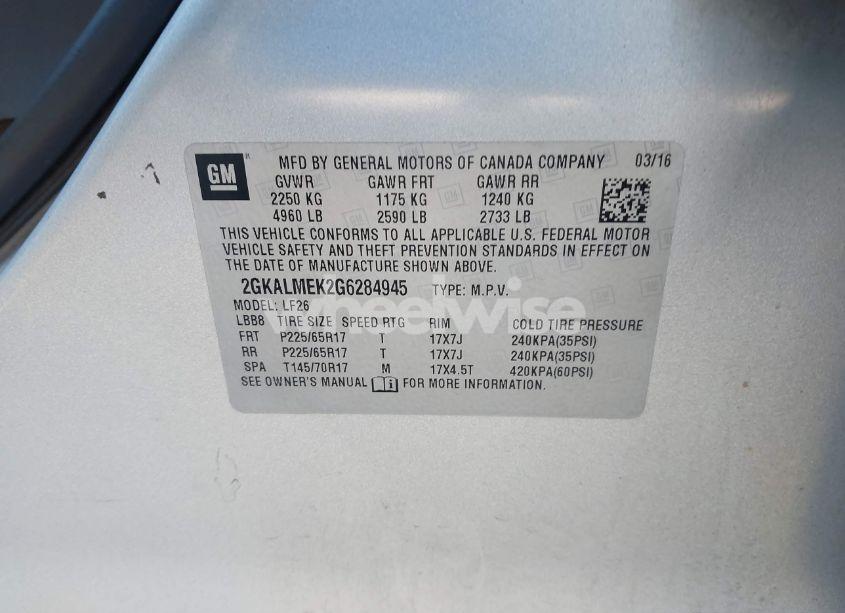 GM MFD BY GENERAL MOTORS OF CANADA COMPANY 03/16
GVWR GAWR FRT GAWR RR
2250 KG 1175 KG 1240 KG
4960 LB 2590 LB 2733 LB
THIS VEHICLE CONFORMS TO ALL APPLICABLE U.S. FEDERAL MOTOR
VEHICLE SAFETY AND THEFT PREVENTION STANDARDS IN EFFECT ON
THE DATE OF MANUFACTURE SHOWN ABOVE.
2GKALMEK2G6284945 TYPE: M.P.V.
MODEL: LF26
wheelwise
LBB8 TIRE SIZE SPEED RTG RIM COLD TIRE PRESSURE
FRT P225/65R17 T 17X7J 240KPA(35PSI)
RR P225/65R17 T 17X7J 240KPA(35PSI)
SPA T145/70R17 M 17X4.5T 420KPA(60PSI)
SEE OWNER'S MANUAL FOR MORE INFORMATION.